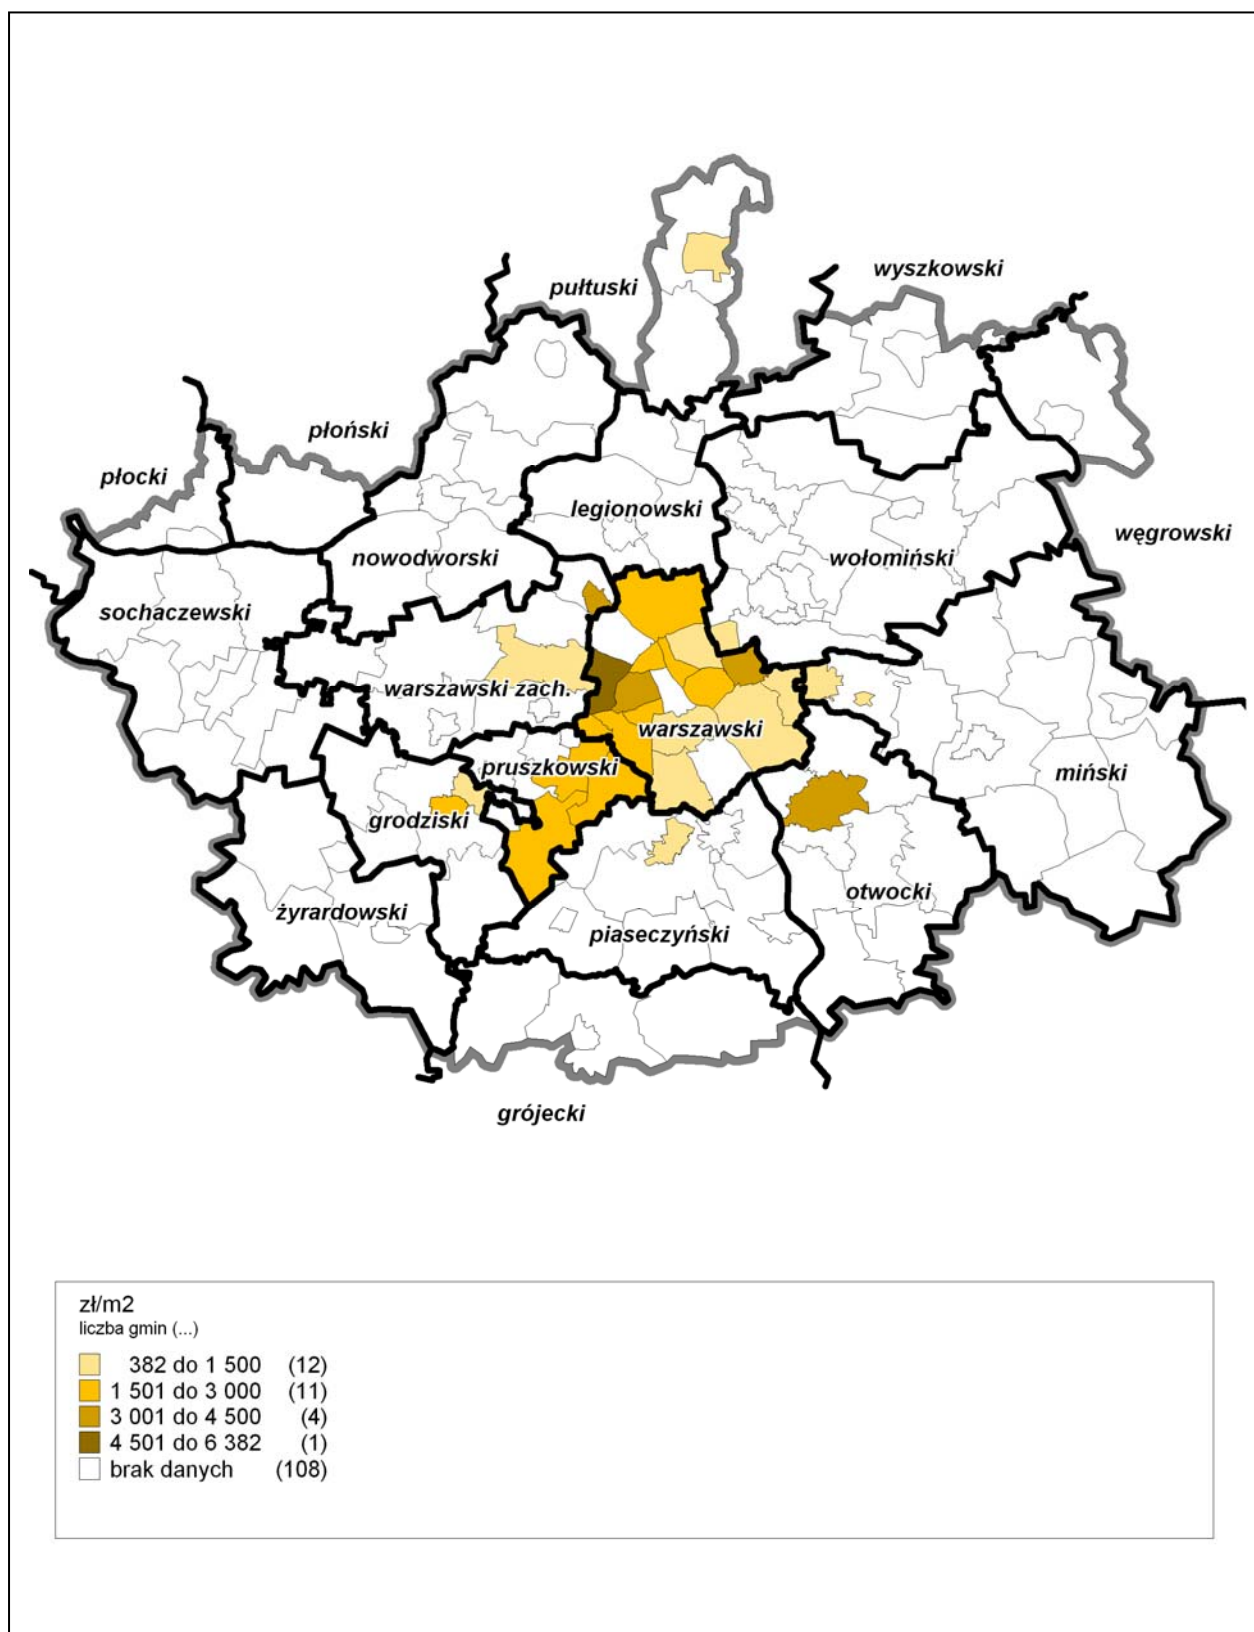 wyszkowski
pułtuski
płoński
płocki
legionowski
węgrowski
nowodworski
wołomiński
sochaczewski
warszawski zach.
warszawski
pruszkowski
miński
grodziski
otwocki
żyrardowski
piaseczyński
grójecki
zł/m2
liczba gmin (...)
382 do 1 500 (12)
1 501 do 3 000 (11)
3 001 do 4 500 (4)
4 501 do 6 382 (1)
brak danych (108)